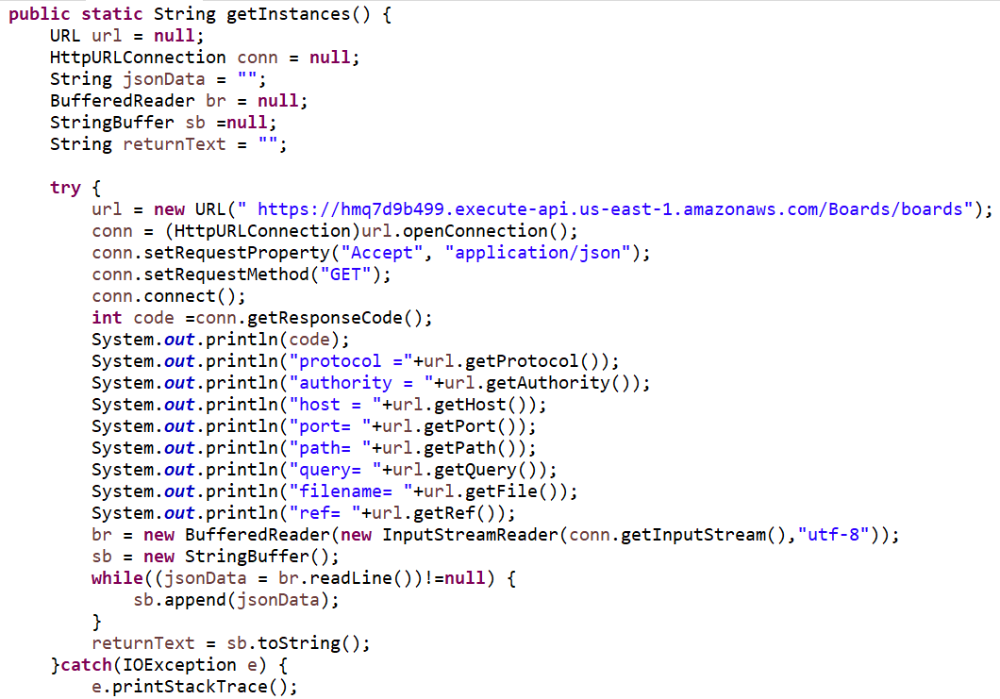 public static String getInstances() {
    URL url = null;
    HttpURLConnection conn = null;
    String jsonData = "";
    BufferedReader br = null;
    StringBuffer sb =null;
    String returnText = "";

    try {
        url = new URL(" https://hmq7d9b499.execute-api.us-east-1.amazonaws.com/Boards/boards");
        conn = (HttpURLConnection)url.openConnection();
        conn.setRequestProperty("Accept", "application/json");
        conn.setRequestMethod("GET");
        conn.connect();
        int code =conn.getResponseCode();
        System.out.println(code);
        System.out.println("protocol ="+url.getProtocol());
        System.out.println("authority = "+url.getAuthority());
        System.out.println("host = "+url.getHost());
        System.out.println("port= "+url.getPort());
        System.out.println("path= "+url.getPath());
        System.out.println("query= "+url.getQuery());
        System.out.println("filename= "+url.getFile());
        System.out.println("ref= "+url.getRef());
        br = new BufferedReader(new InputStreamReader(conn.getInputStream(),"utf-8"));
        sb = new StringBuffer();
        while((jsonData = br.readLine())!=null) {
            sb.append(jsonData);
        }
        returnText = sb.toString();
    }catch(IOException e) {
        e.printStackTrace();